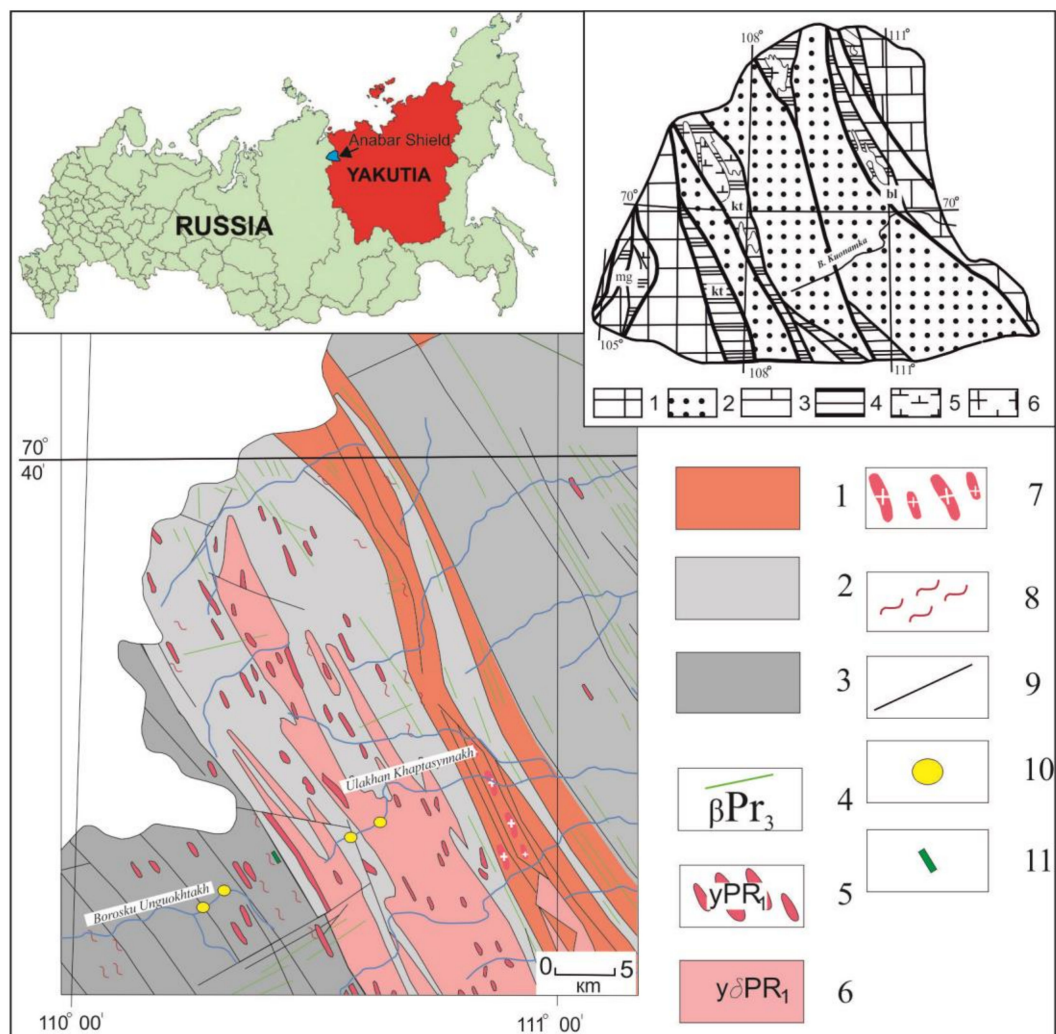 Anabar Shield
YAKUTIA
RUSSIA
108°
111°
70°
70°
kt
bl
B. Kuonamka
mg
kt
105°
108°
111°
1
2
3
4
5
6
70°
40'
Ulakhan Khaptasynnakh
Borosku Unguokhtakh
0 5
км
110° 00'
111° 00'
1
2
3
βPr₃
4
yPR₁
5
yδPR₁
6
7
8
9
10
11